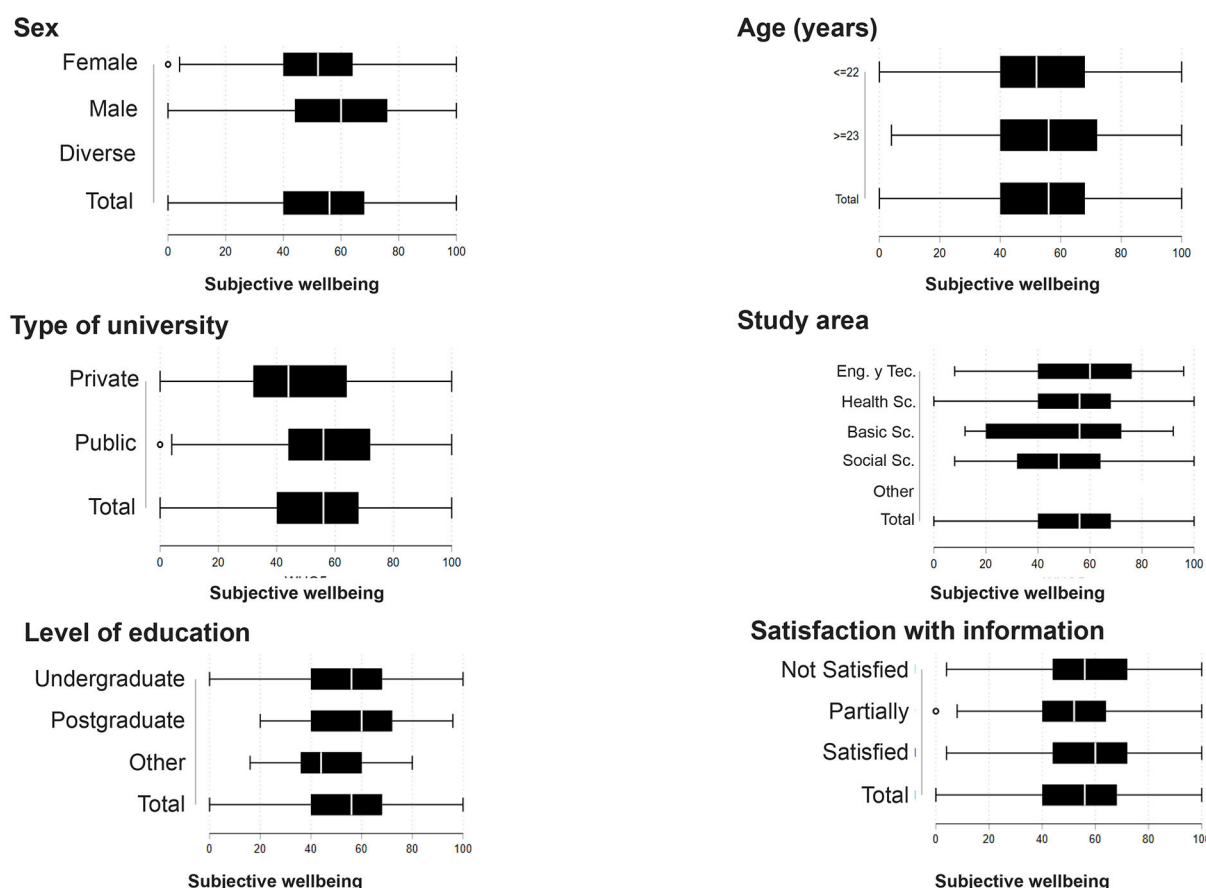 Sex
Female
Male
Diverse
Total
0 20 40 60 80 100
Subjective wellbeing
Age (years)
<=22
>=23
Total
0 20 40 60 80 100
Subjective wellbeing
Type of university
Private
Public
Total
0 20 40 60 80 100
Subjective wellbeing
Study area
Eng. y Tec.
Health Sc.
Basic Sc.
Social Sc.
Other
Total
0 20 40 60 80 100
Subjective wellbeing
Level of education
Undergraduate
Postgraduate
Other
Total
0 20 40 60 80 100
Subjective wellbeing
Satisfaction with information
Not Satisfied
Partially
Satisfied
Total
0 20 40 60 80 100
Subjective wellbeing